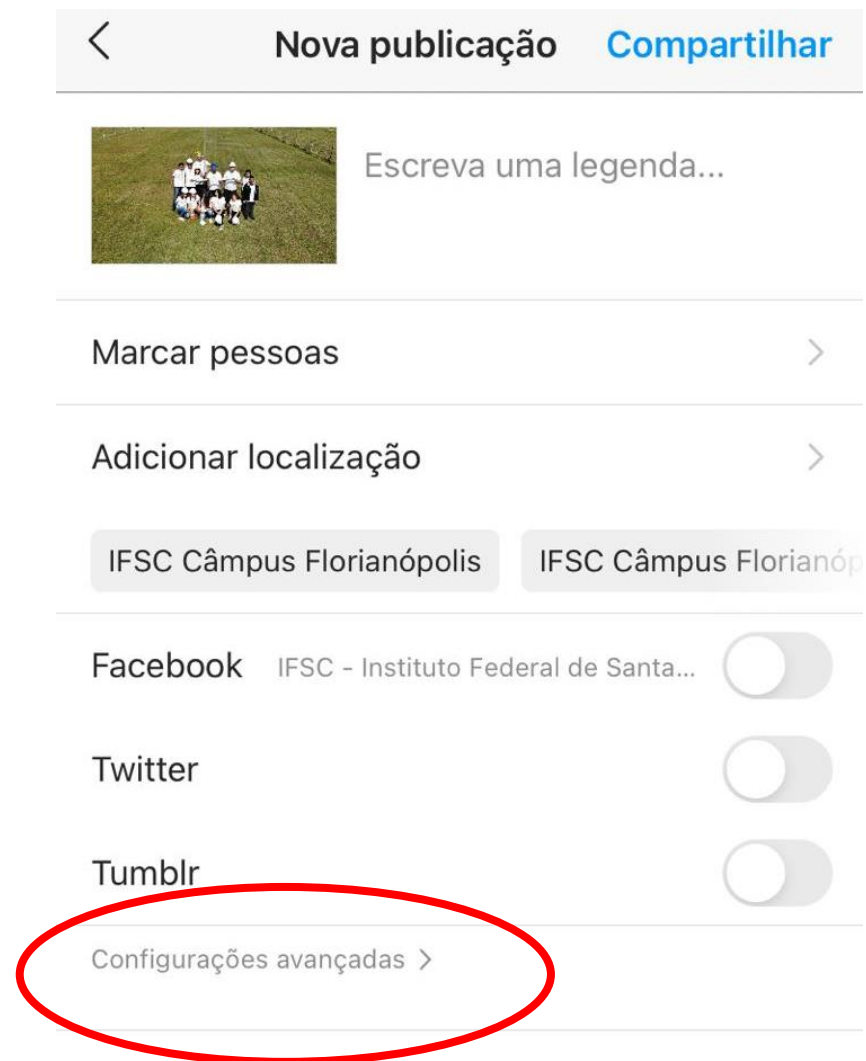 Nova publicação Compartilhar
Escreva uma legenda...
Marcar pessoas
Adicionar localização
IFSC Câmpus Florianópolis IFSC Câmpus Florianóp
Facebook IFSC - Instituto Federal de Santa...
Twitter
Tumblr
Configurações avançadas